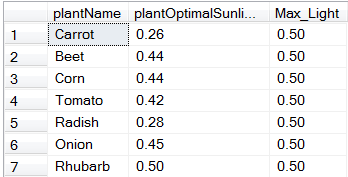 plantName plantOptimalSunli... Max_Light
1 Carrot 0.26 0.50
2 Beet 0.44 0.50
3 Corn 0.44 0.50
4 Tomato 0.42 0.50
5 Radish 0.28 0.50
6 Onion 0.45 0.50
7 Rhubarb 0.50 0.50